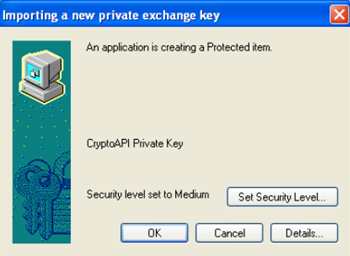 Importing a new private exchange key
An application is creating a Protected item.
CryptoAPI Private Key
Security level set to Medium
Set Security Level...
OK
Cancel
Details...